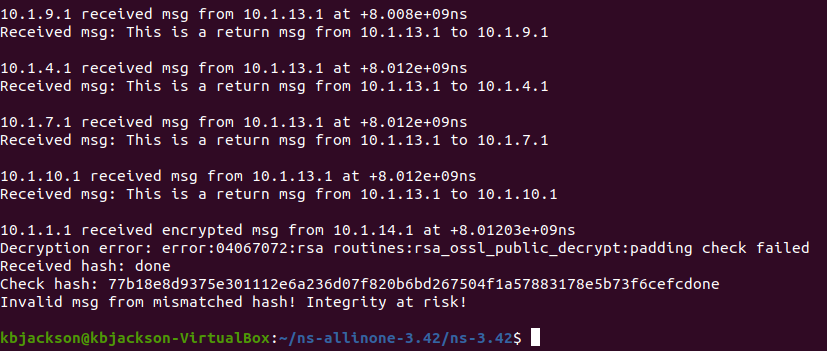 10.1.9.1 received msg from 10.1.13.1 at +8.008e+09ns
Received msg: This is a return msg from 10.1.13.1 to 10.1.9.1
10.1.4.1 received msg from 10.1.13.1 at +8.012e+09ns
Received msg: This is a return msg from 10.1.13.1 to 10.1.4.1
10.1.7.1 received msg from 10.1.13.1 at +8.012e+09ns
Received msg: This is a return msg from 10.1.13.1 to 10.1.7.1
10.1.10.1 received msg from 10.1.13.1 at +8.012e+09ns
Received msg: This is a return msg from 10.1.13.1 to 10.1.10.1
10.1.1.1 received encrypted msg from 10.1.14.1 at +8.01203e+09ns
Decryption error: error:04067072:rsa routines:rsa_ossl_public_decrypt:padding check failed
Received hash: done
Check hash: 77b18e8d9375e301112e6a236d07f820b6bd267504f1a57883178e5b73f6cefcdone
Invalid msg from mismatched hash! Integrity at risk!
kbjackson@kbjackson-VirtualBox:~/ns-allinone-3.42/ns-3.42$